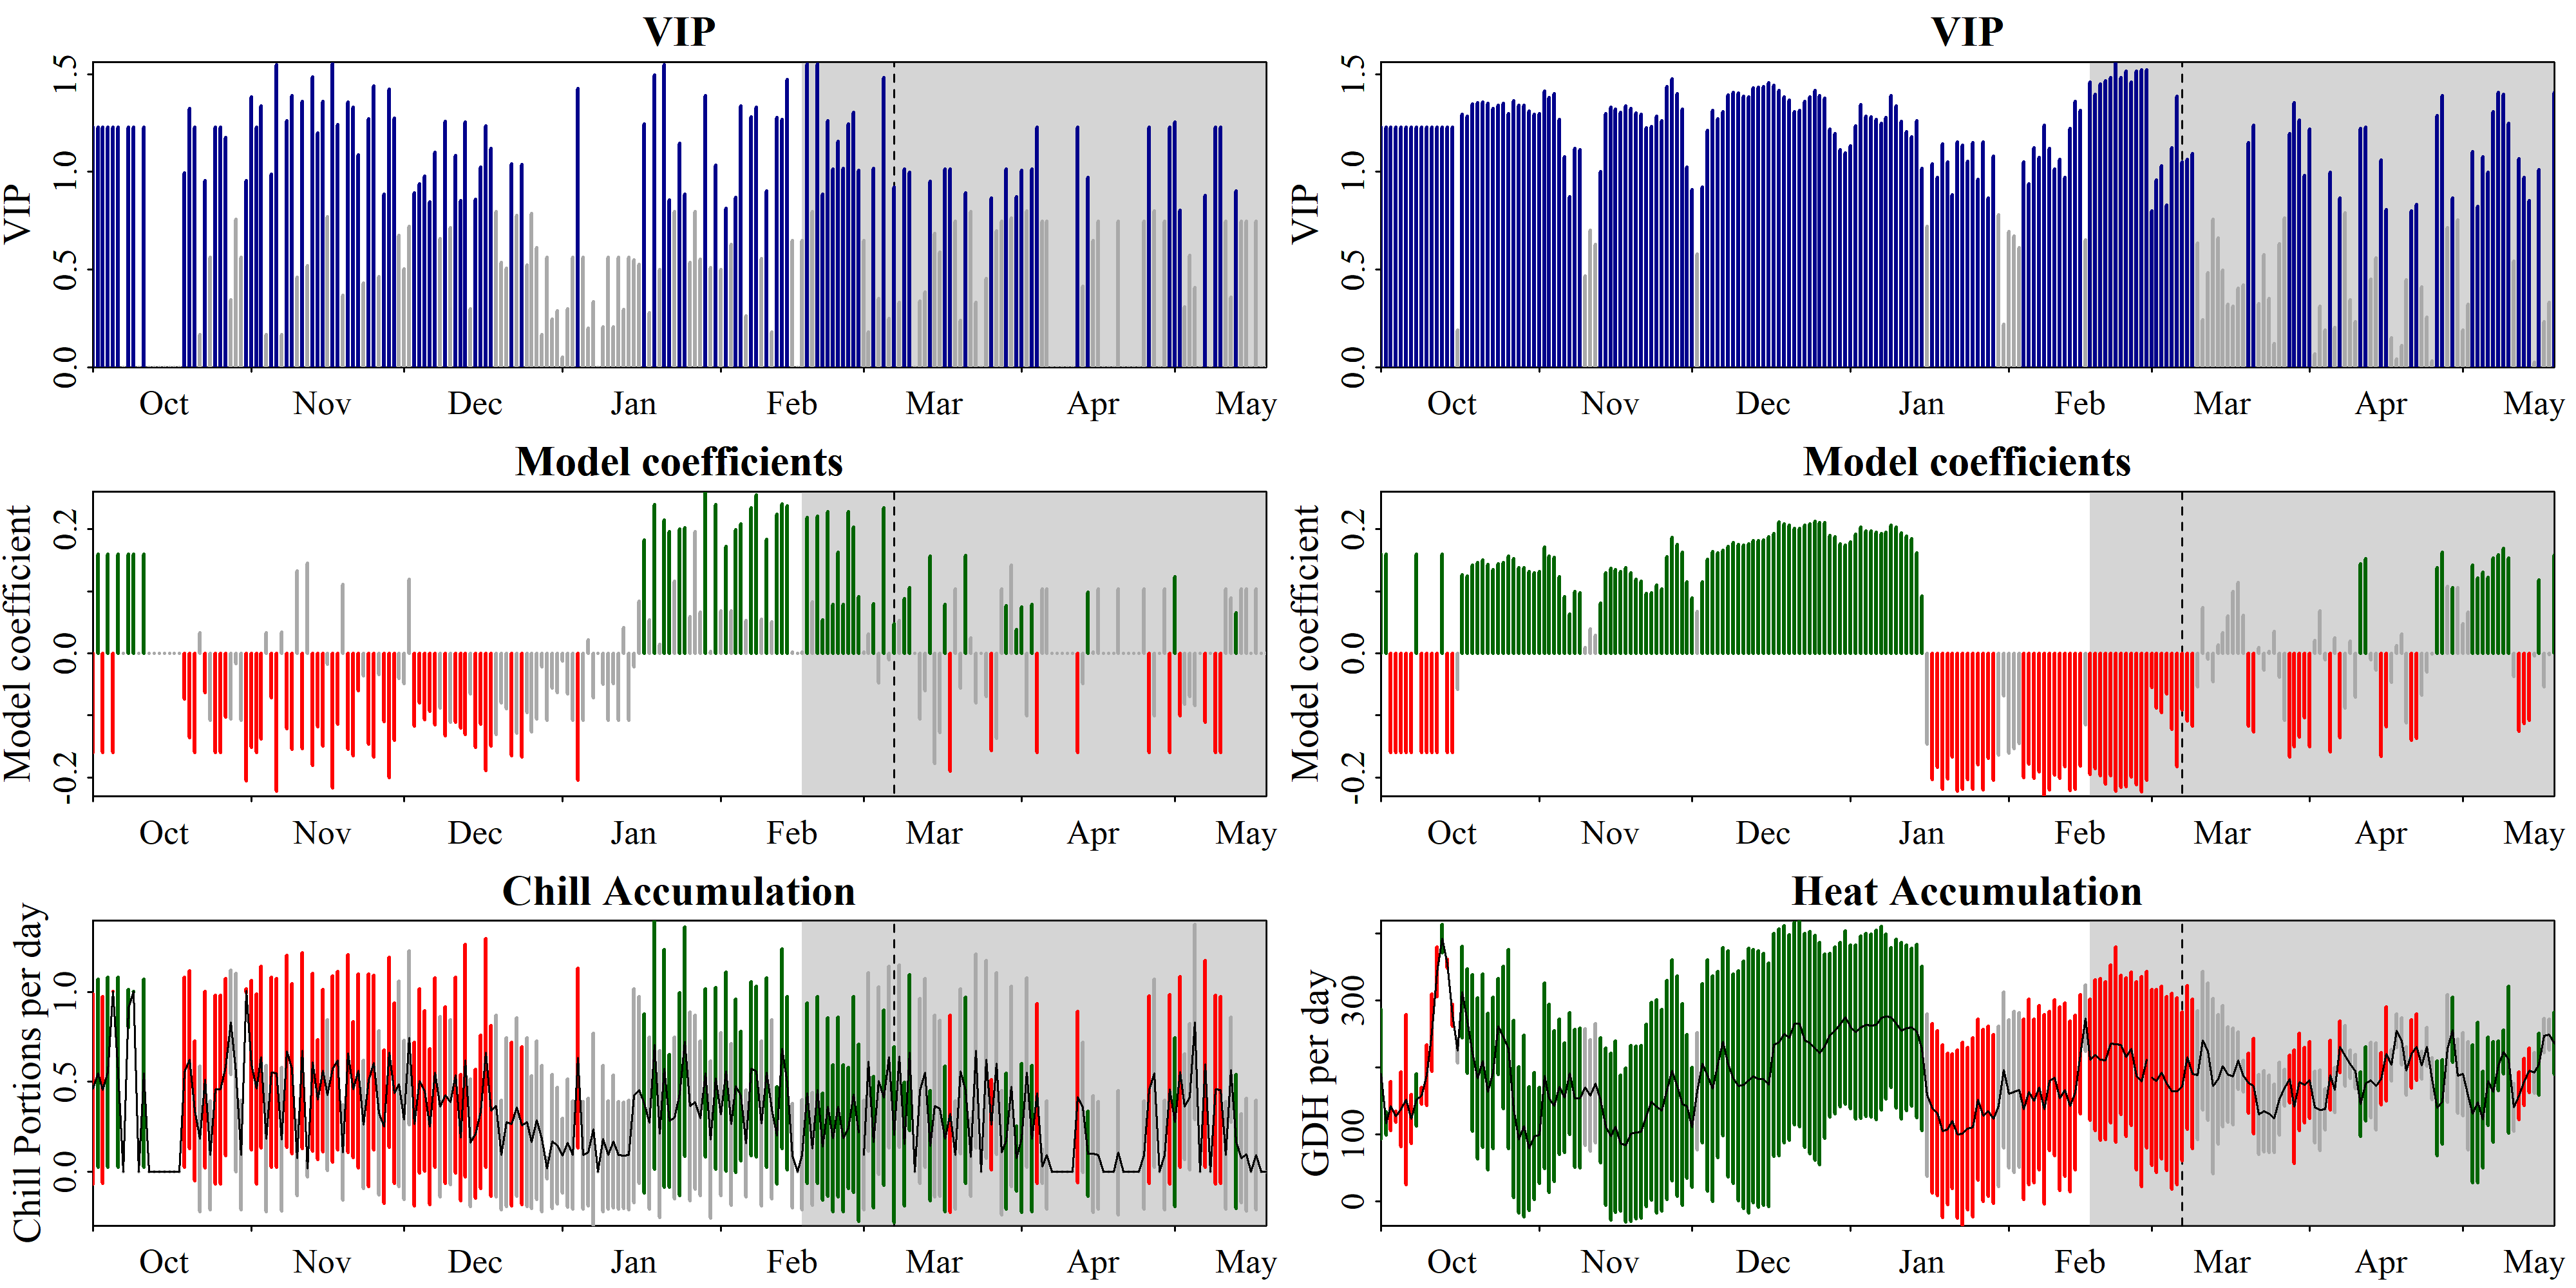 VIP
VIP
0.0 0.5 1.0 1.5
Oct Nov Dec Jan Feb Mar Apr May
VIP
VIP
0.0 0.5 1.0 1.5
Oct Nov Dec Jan Feb Mar Apr May
Model coefficients
Model coefficient
-0.2 0.0 0.2
Oct Nov Dec Jan Feb Mar Apr May
Model coefficients
Model coefficient
-0.2 0.0 0.2
Oct Nov Dec Jan Feb Mar Apr May
Chill Accumulation
Chill Portions per day
0.0 0.5 1.0
Oct Nov Dec Jan Feb Mar Apr May
Heat Accumulation
GDH per day
0 100 300
Oct Nov Dec Jan Feb Mar Apr May